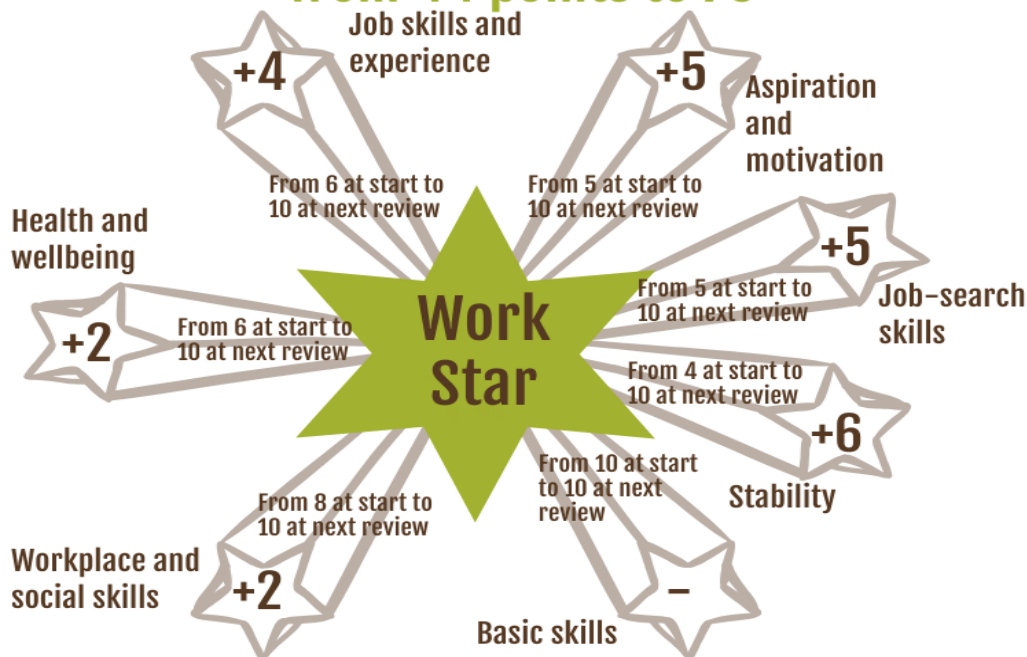 from points to
Job skills and
experience
+4
From 6 at start to
10 at next review
+5
Aspiration
and
motivation
From 5 at start to
10 at next review
+5
Job-search
skills
From 5 at start to
10 at next review
Health and
wellbeing
+2
From 6 at start to
10 at next review
Work
Star
From 4 at start to
10 at next review
+6
Stability
From 10 at start
to 10 at next
review
–
Basic skills
From 8 at start to
10 at next review
Workplace and
social skills
+2